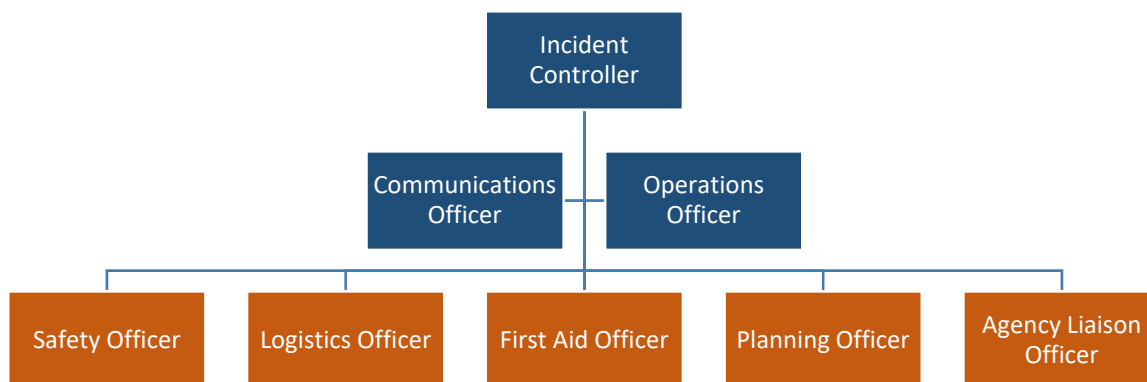 Incident
Controller
Communications
Officer
Operations
Officer
Safety Officer
Logistics Officer
First Aid Officer
Planning Officer
Agency Liaison
Officer